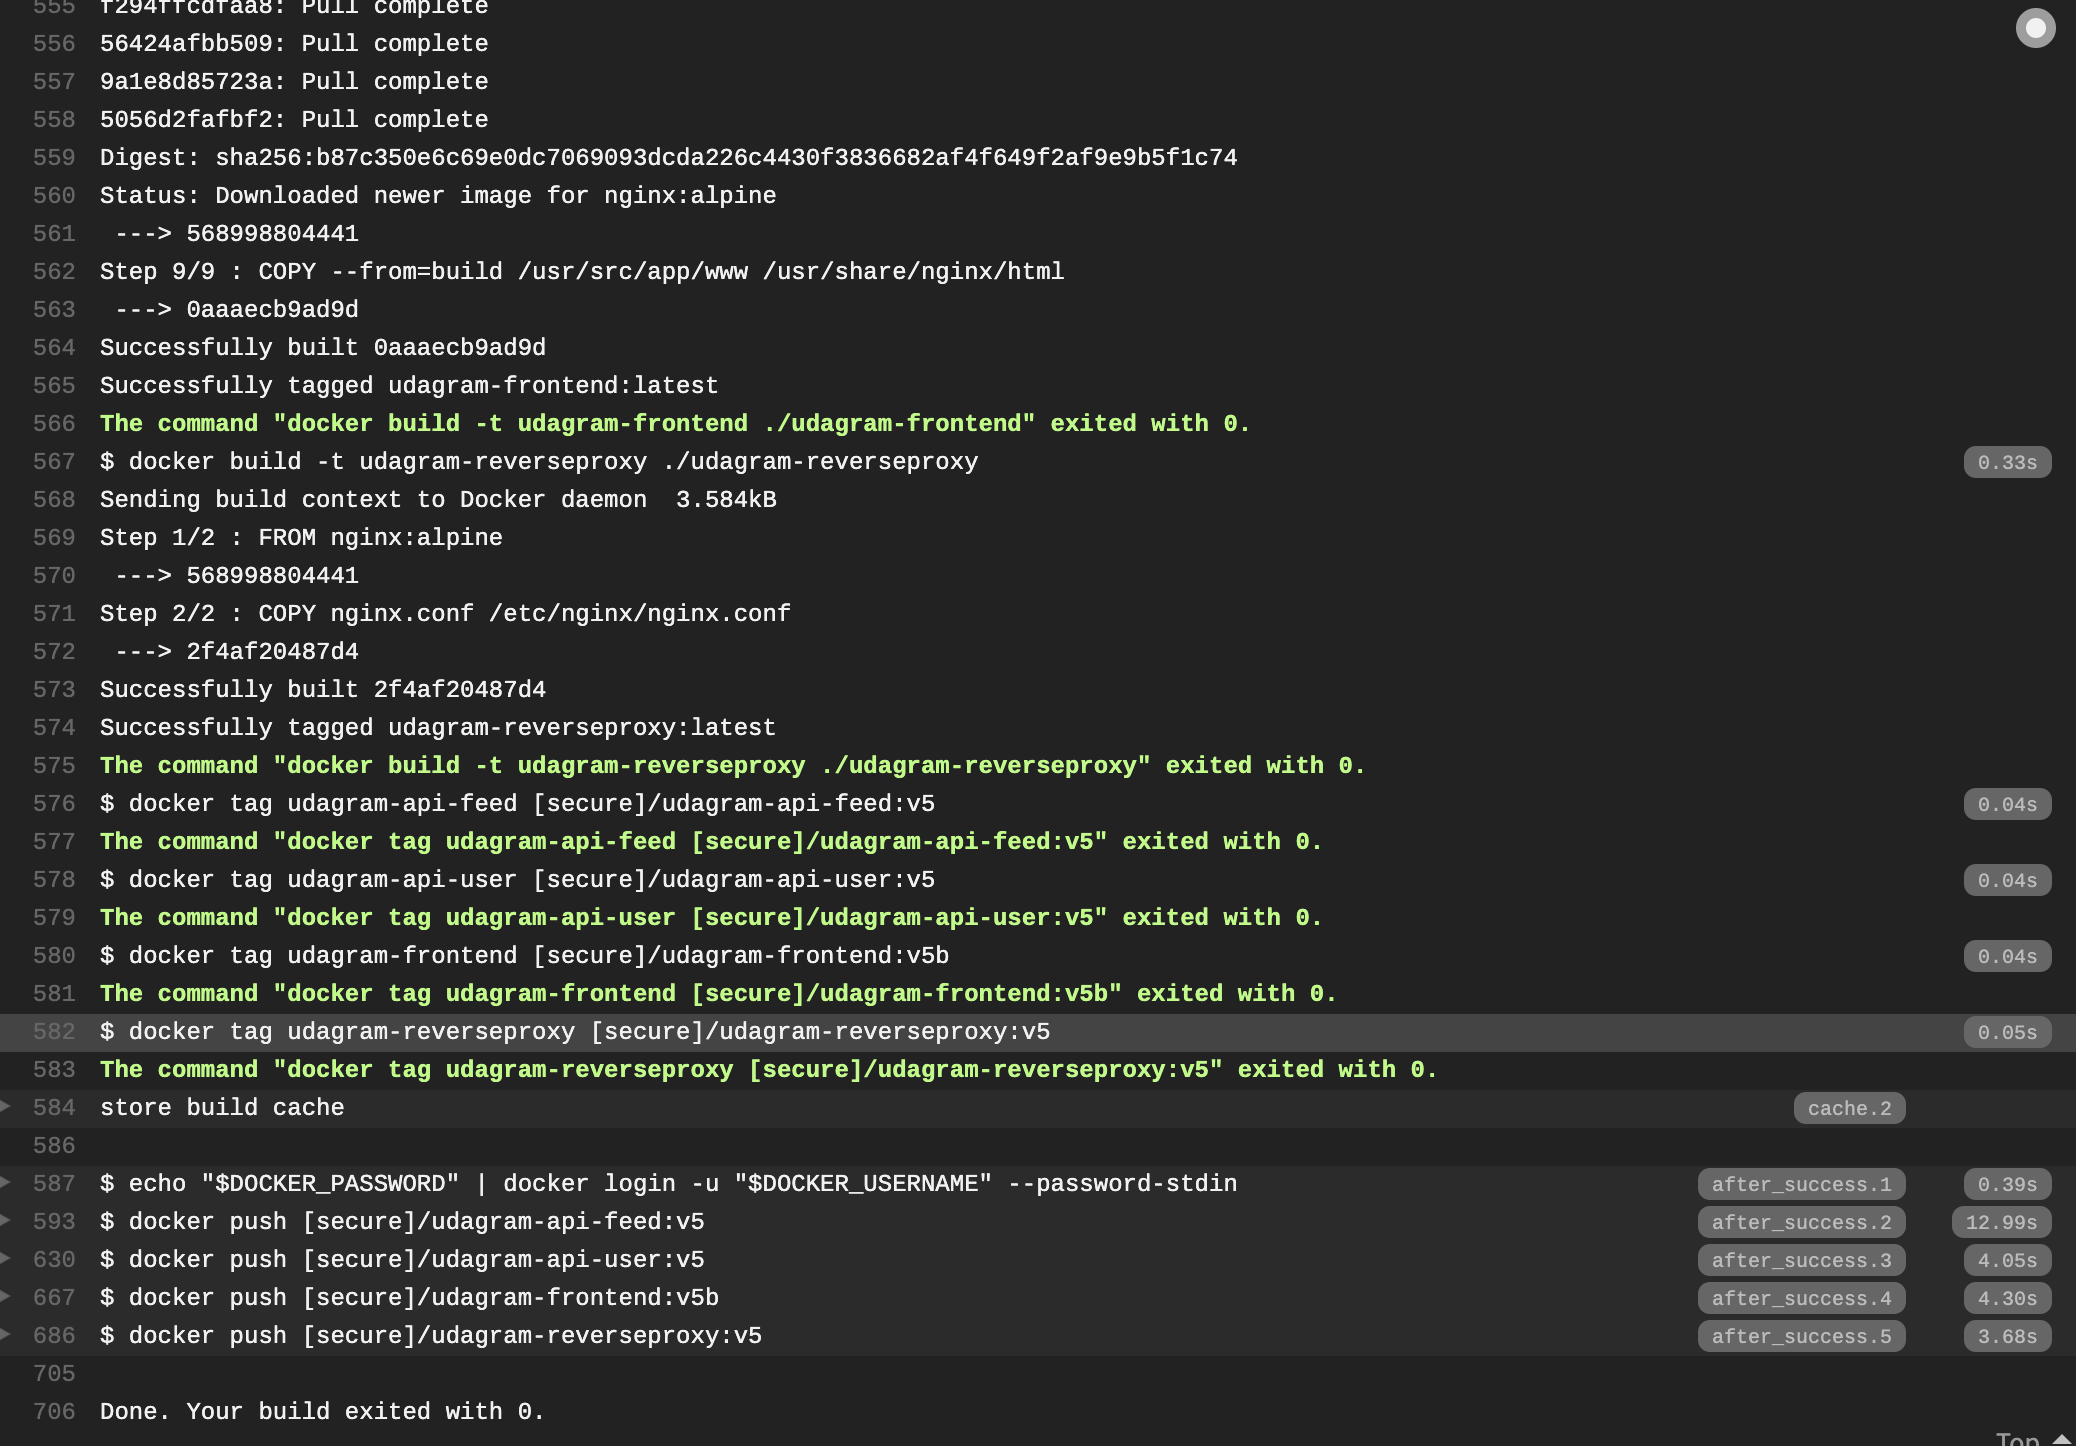 555 f294ffcdfaa8: Pull complete
556 56424afbb509: Pull complete
557 9a1e8d85723a: Pull complete
558 5056d2fafbf2: Pull complete
559 Digest: sha256:b87c350e6c69e0dc7069093dcda226c4430f3836682af4f649f2af9e9b5f1c74
560 Status: Downloaded newer image for nginx:alpine
561  ---> 568998804441
562 Step 9/9 : COPY --from=build /usr/src/app/www /usr/share/nginx/html
563  ---> 0aaaecb9ad9d
564 Successfully built 0aaaecb9ad9d
565 Successfully tagged udagram-frontend:latest
566 The command "docker build -t udagram-frontend ./udagram-frontend" exited with 0.
567 $ docker build -t udagram-reverseproxy ./udagram-reverseproxy 0.33s
568 Sending build context to Docker daemon  3.584kB
569 Step 1/2 : FROM nginx:alpine
570  ---> 568998804441
571 Step 2/2 : COPY nginx.conf /etc/nginx/nginx.conf
572  ---> 2f4af20487d4
573 Successfully built 2f4af20487d4
574 Successfully tagged udagram-reverseproxy:latest
575 The command "docker build -t udagram-reverseproxy ./udagram-reverseproxy" exited with 0.
576 $ docker tag udagram-api-feed [secure]/udagram-api-feed:v5 0.04s
577 The command "docker tag udagram-api-feed [secure]/udagram-api-feed:v5" exited with 0.
578 $ docker tag udagram-api-user [secure]/udagram-api-user:v5 0.04s
579 The command "docker tag udagram-api-user [secure]/udagram-api-user:v5" exited with 0.
580 $ docker tag udagram-frontend [secure]/udagram-frontend:v5b 0.04s
581 The command "docker tag udagram-frontend [secure]/udagram-frontend:v5b" exited with 0.
582 $ docker tag udagram-reverseproxy [secure]/udagram-reverseproxy:v5 0.05s
583 The command "docker tag udagram-reverseproxy [secure]/udagram-reverseproxy:v5" exited with 0.
584 store build cache cache.2
586
587 $ echo "$DOCKER_PASSWORD" | docker login -u "$DOCKER_USERNAME" --password-stdin after_success.1 0.39s
593 $ docker push [secure]/udagram-api-feed:v5 after_success.2 12.99s
630 $ docker push [secure]/udagram-api-user:v5 after_success.3 4.05s
667 $ docker push [secure]/udagram-frontend:v5b after_success.4 4.30s
686 $ docker push [secure]/udagram-reverseproxy:v5 after_success.5 3.68s
705
706 Done. Your build exited with 0.
Top